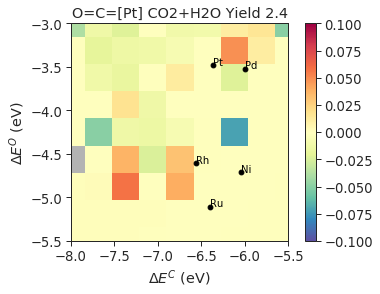 O=C=[Pt] CO2+H2O Yield 2.4
−3.0
−3.5
−4.0
−4.5
−5.0
−5.5
ΔE^O (eV)
Pt
Pd
Rh
Ni
Ru
−8.0 −7.5 −7.0 −6.5 −6.0 −5.5
ΔE^C (eV)
0.100
0.075
0.050
0.025
0.000
−0.025
−0.050
−0.075
−0.100